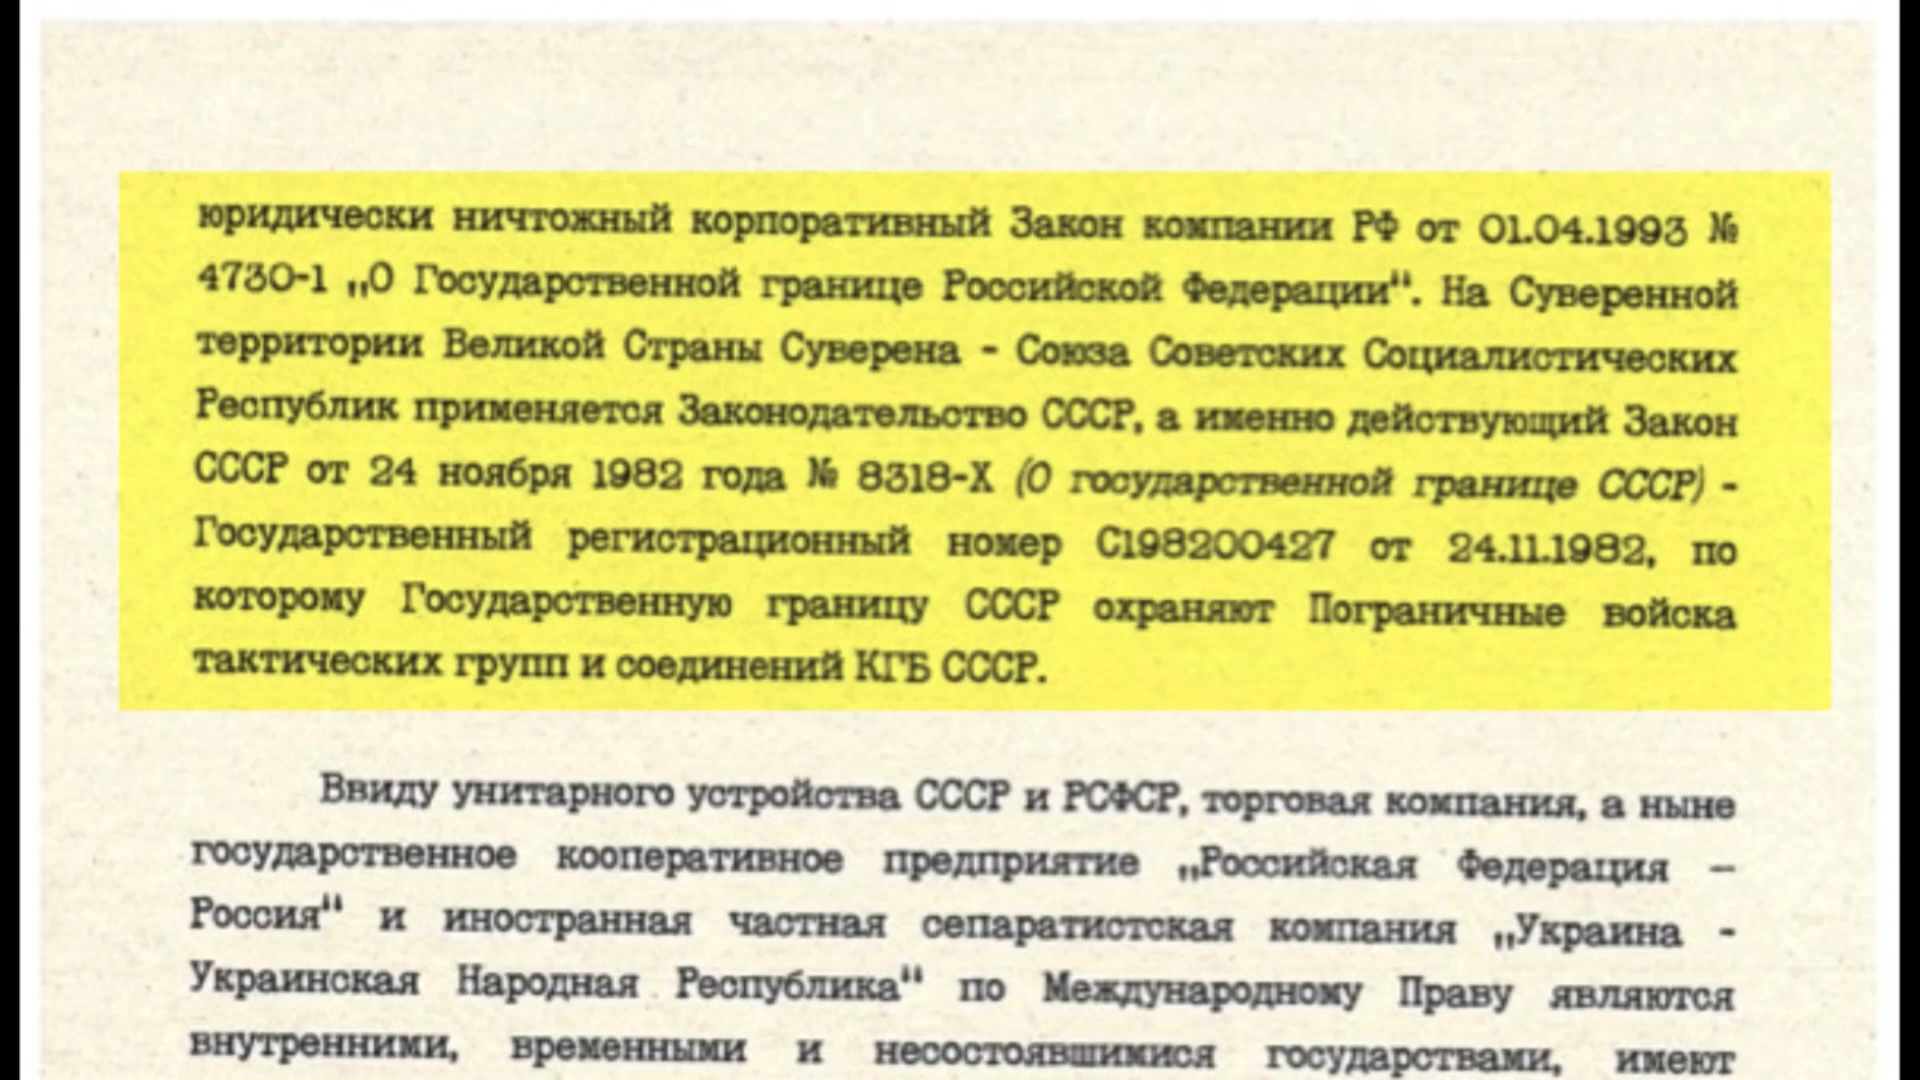 юридически ничтожный корпоративный Закон компании РФ от 01.04.1993 №
4730-1 „О Государственной границе Российской Федерации“. На Суверенной
территории Великой Страны Суверена - Союза Советских Социалистических
Республик применяется Законодательство СССР, а именно действующий Закон
СССР от 24 ноября 1982 года № 8318-X (О государственной границе СССР) -
Государственный регистрационный номер С198200427 от 24.11.1982, по
которому Государственную границу СССР охраняют Пограничные войска
тактических групп и соединений КГБ СССР.
Ввиду унитарного устройства СССР и РСФСР, торговая компания, а ныне
государственное кооперативное предприятие „Российская Федерация –
Россия“ и иностранная частная сепаратистская компания „Украина -
Украинская Народная Республика“ по Международному Праву являются
внутренними, временными и несостоявшимися государствами, имеют